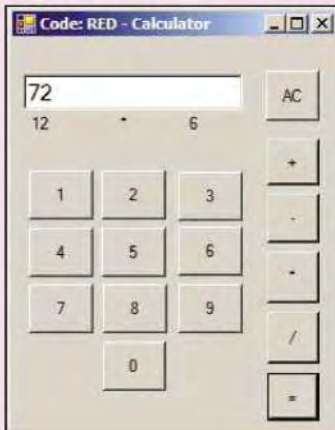 Code: RED - Calculator
72
AC
12 * 6
+
1 2 3
-
4 5 6
*
7 8 9
/
0
=